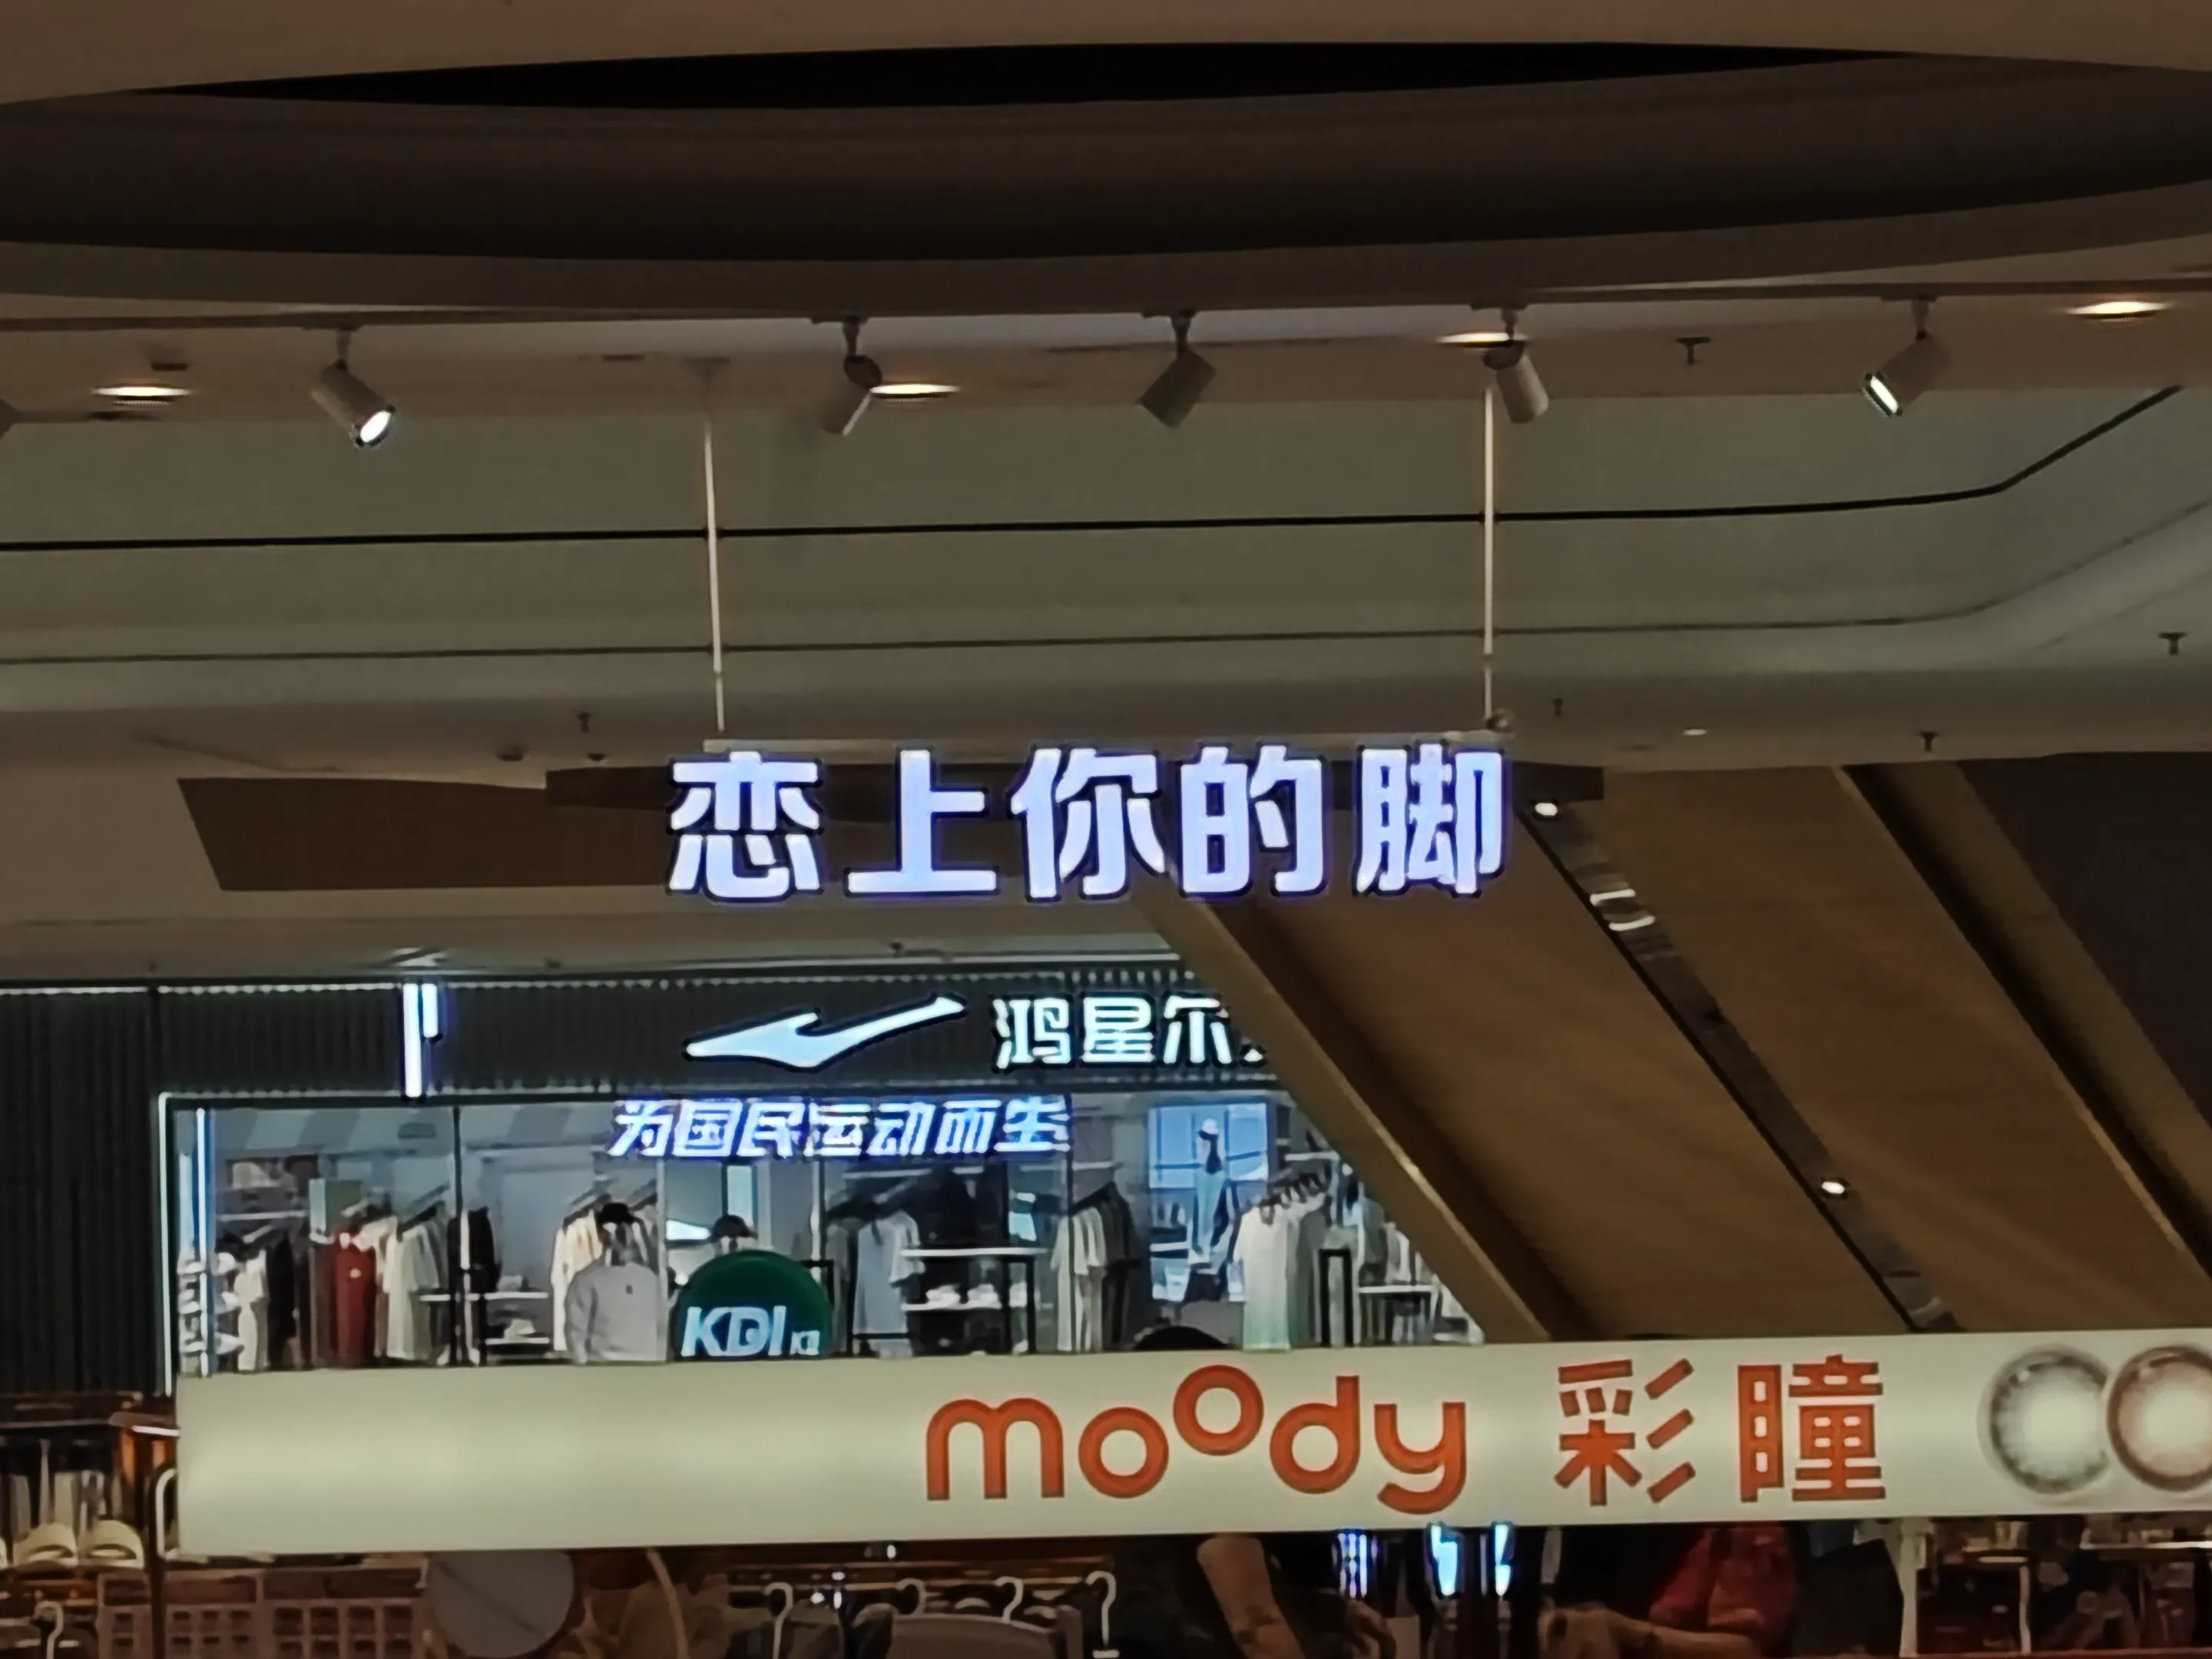 恋上你的脚
鸿星尔
为国民运动而生
KDI
moody 彩瞳